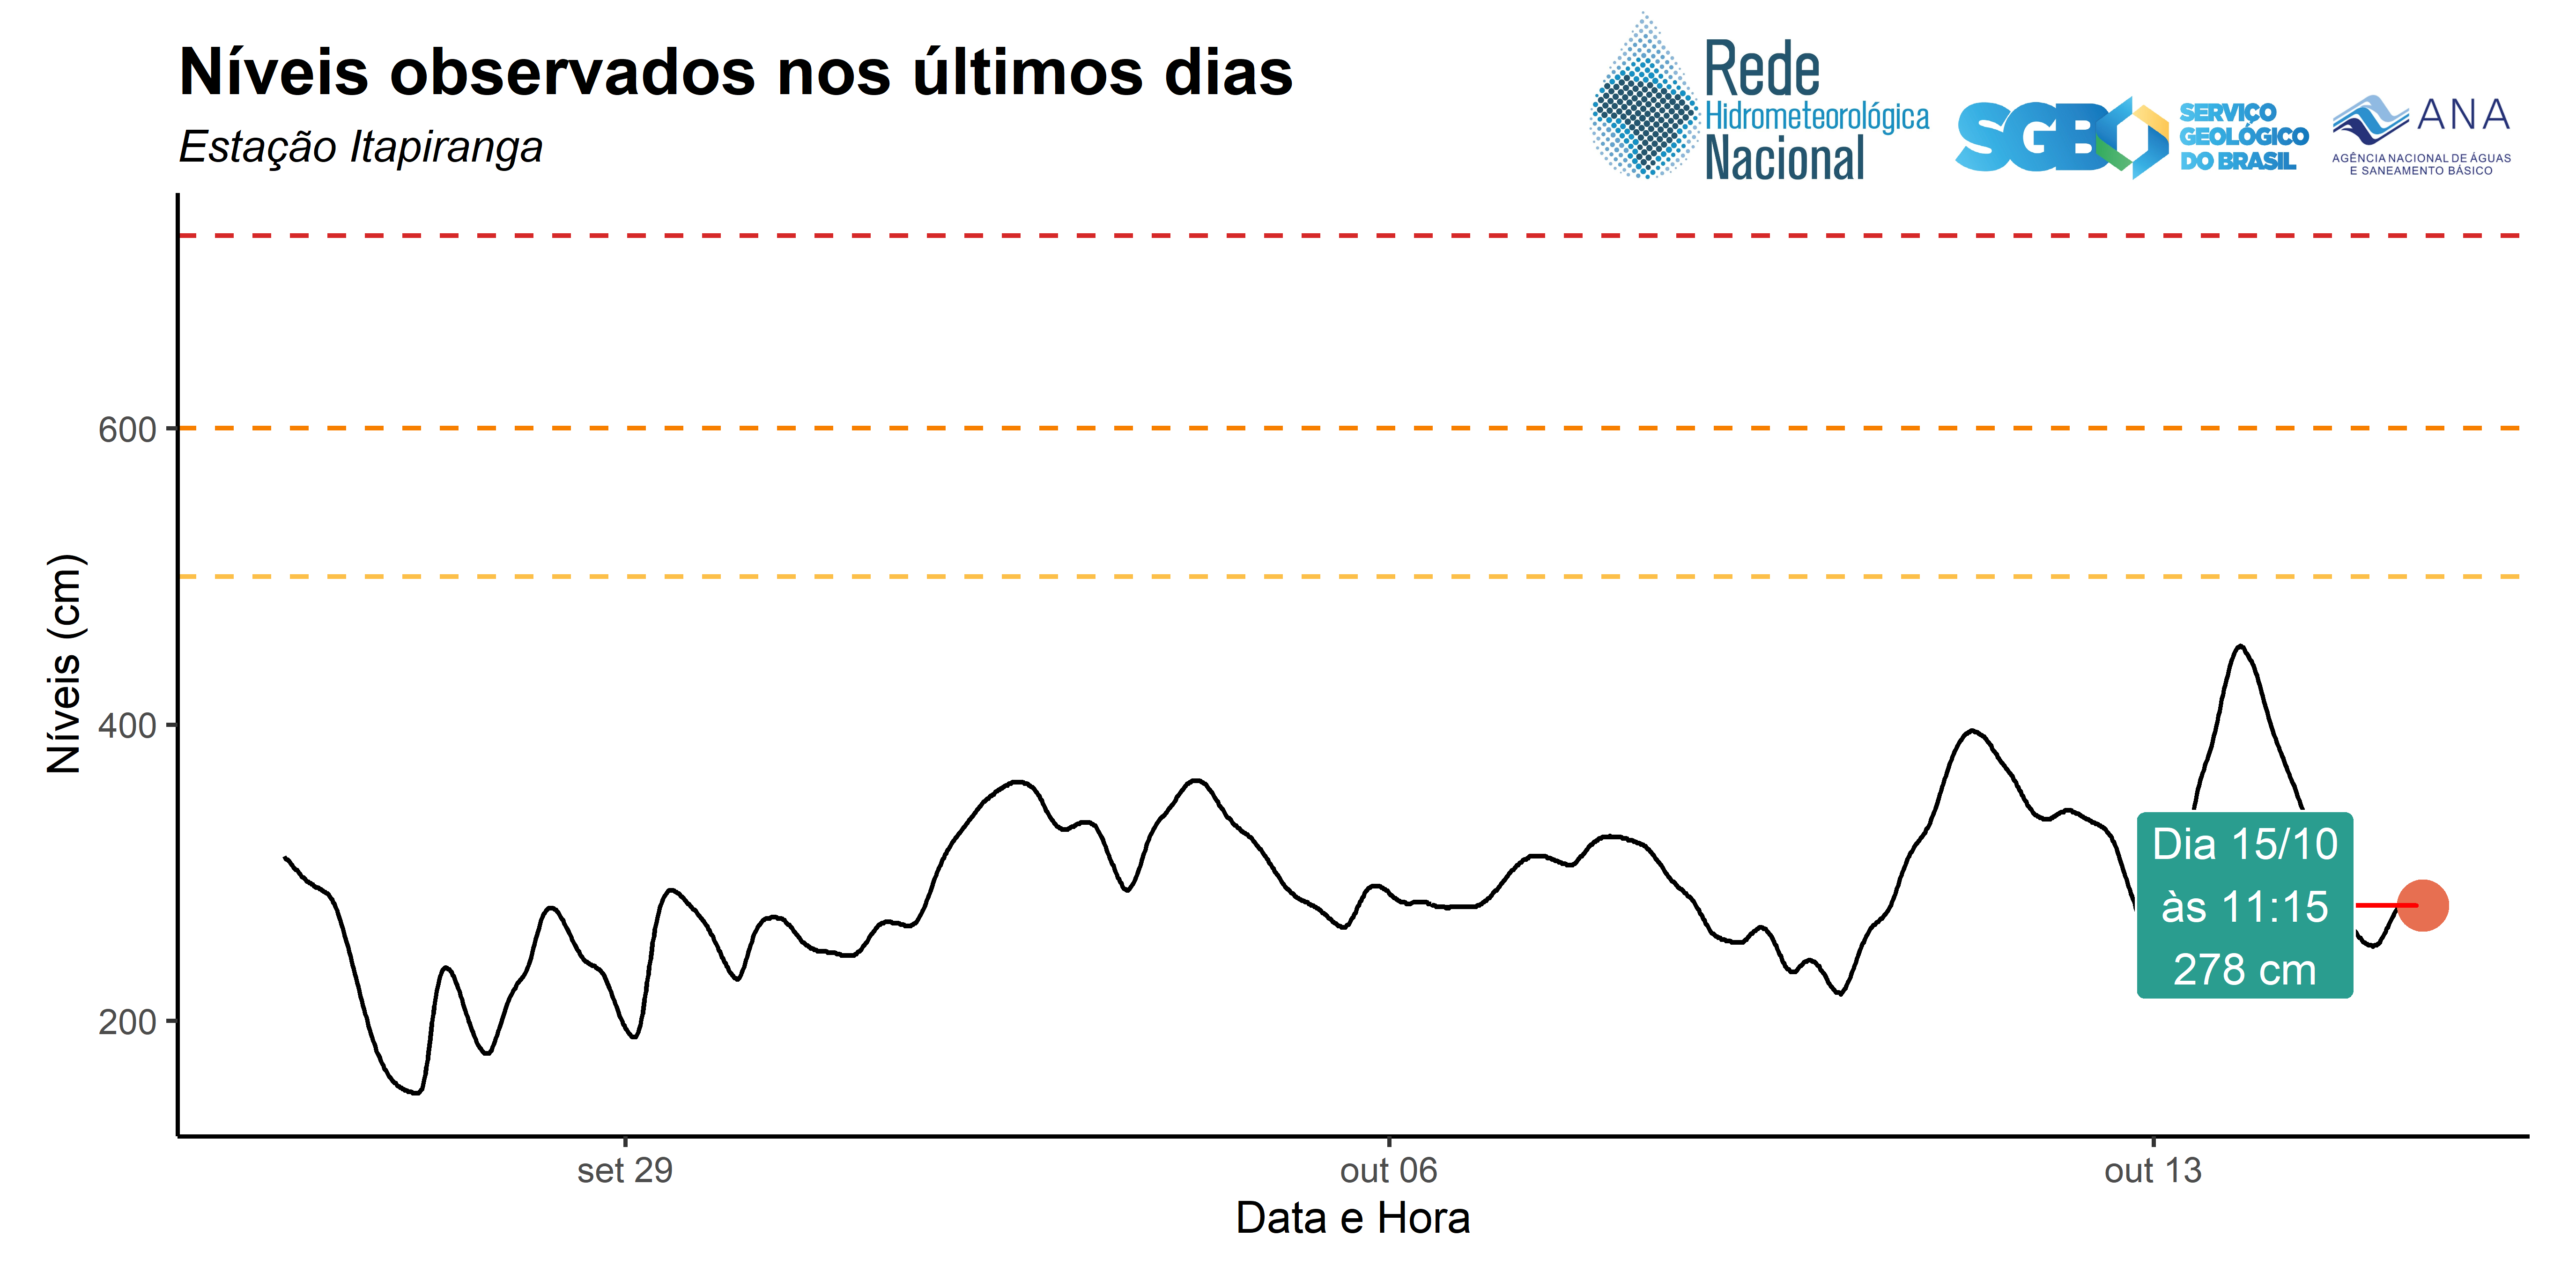 Níveis observados nos últimos dias
Estação Itapiranga
Rede
Hidrometeorológica
Nacional
SGB
SERVIÇO
GEOLÓGICO
DO BRASIL
ANA
AGÊNCIA NACIONAL DE ÁGUAS
E SANEAMENTO BÁSICO
Níveis (cm)
600
400
200
Dia 15/10
às 11:15
278 cm
set 29
out 06
out 13
Data e Hora